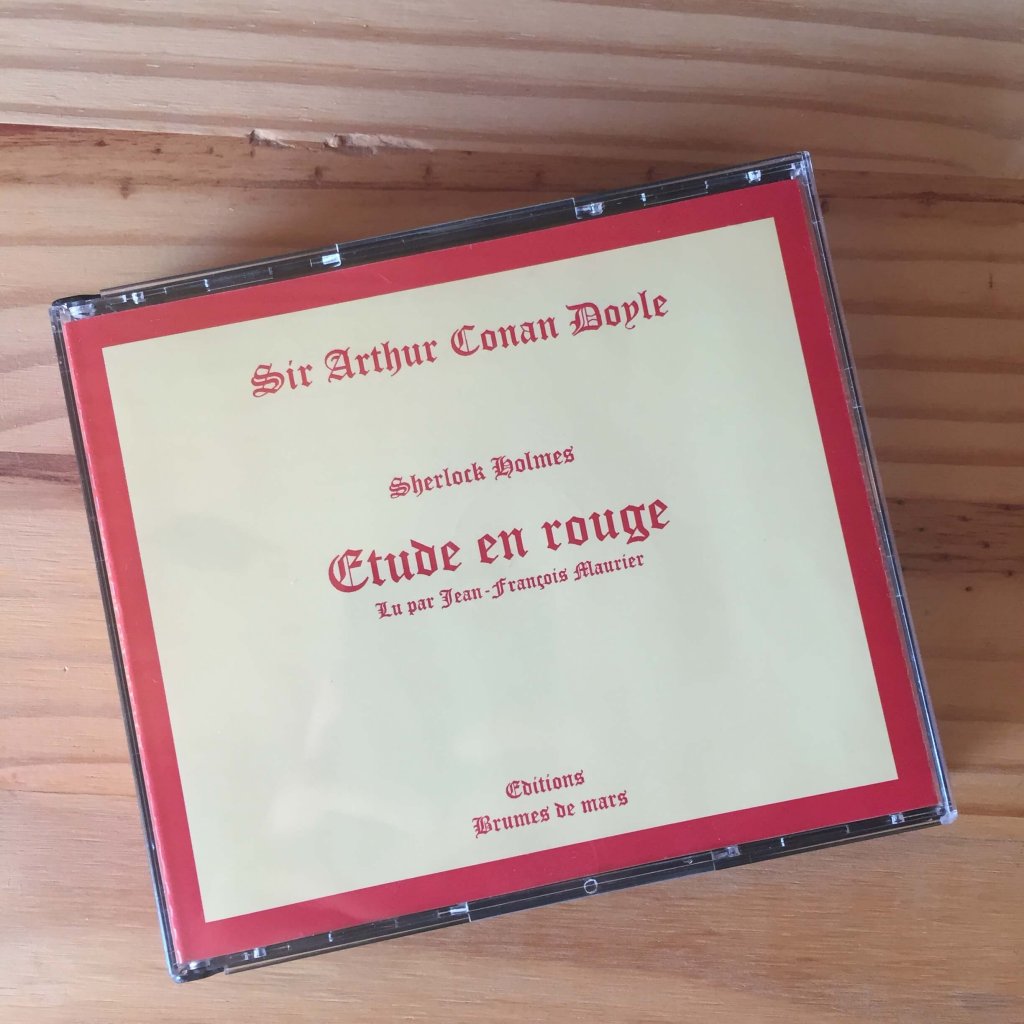 Sir Arthur Conan Doyle
Sherlock Holmes
Etude en rouge
Lu par Jean-François Maurier
Editions
Brumes de mars